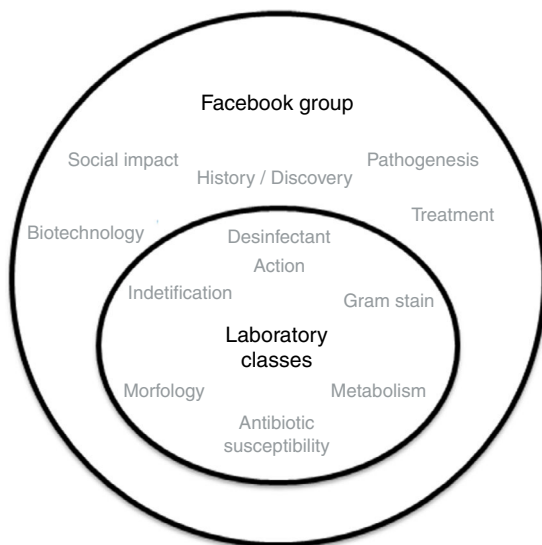 Facebook group
Social impact
Pathogenesis
History / Discovery
Treatment
Biotechnology
Desinfectant
Action
Indetification
Gram stain
Laboratory
classes
Morfology
Metabolism
Antibiotic
susceptibility